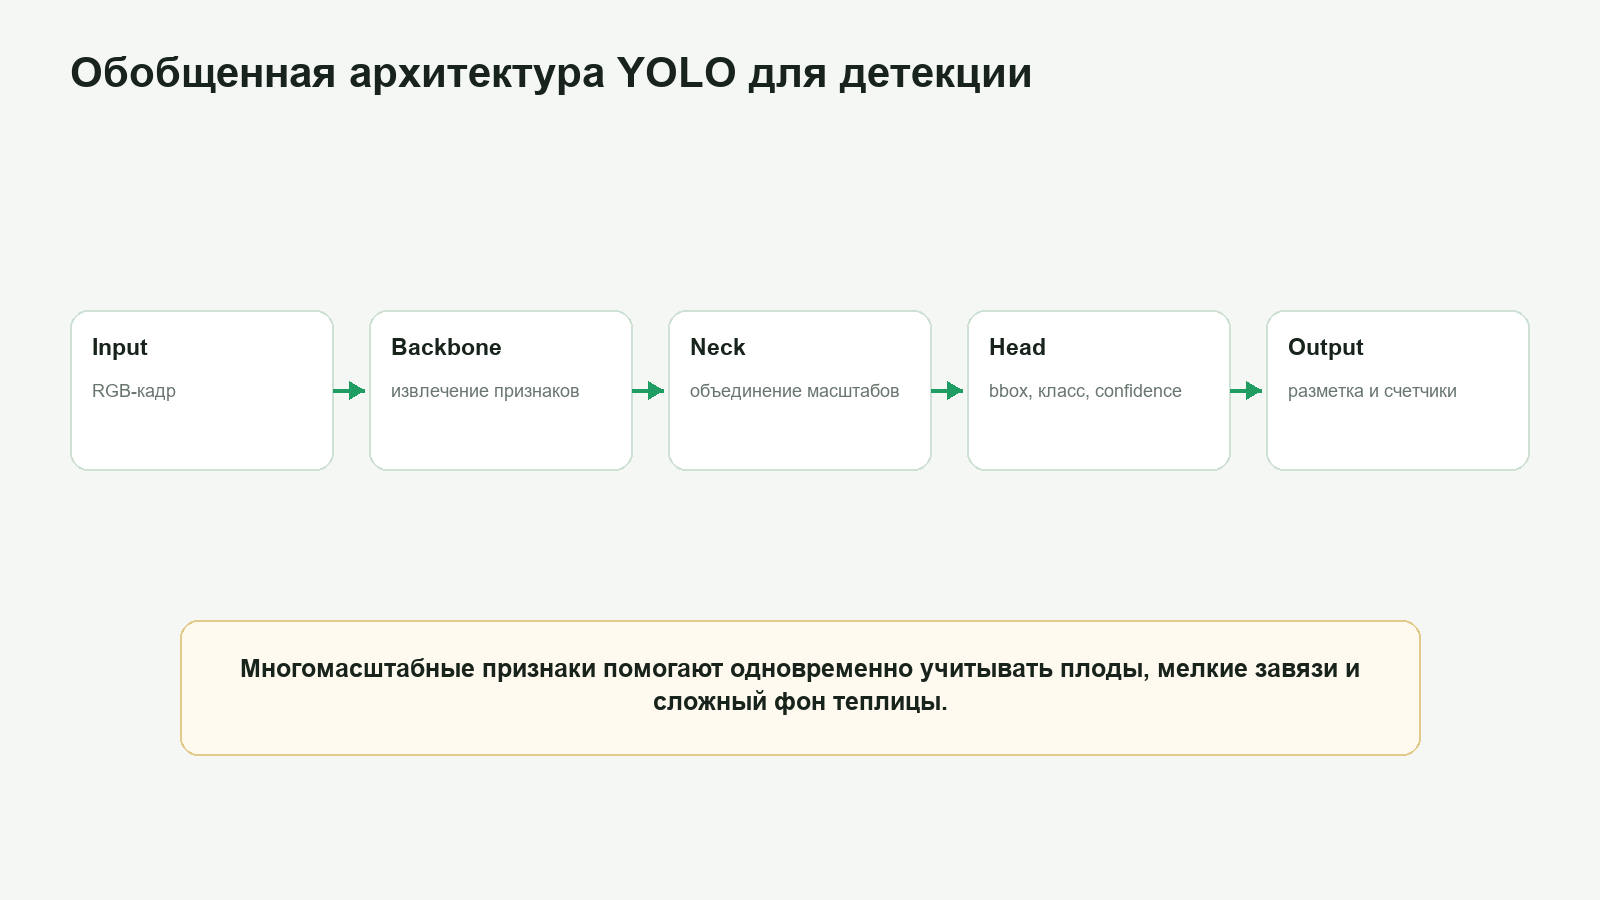 Обобщенная архитектура YOLO для детекции
Input
RGB-кадр
Backbone
извлечение признаков
Neck
объединение масштабов
Head
bbox, класс, confidence
Output
разметка и счетчики
Многомасштабные признаки помогают одновременно учитывать плоды, мелкие завязи и
сложный фон теплицы.